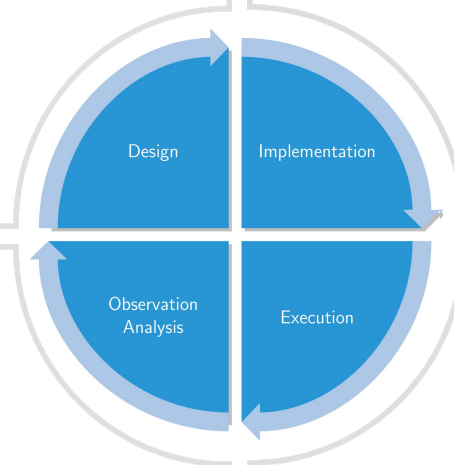 Design
Implementation
Observation
Analysis
Execution